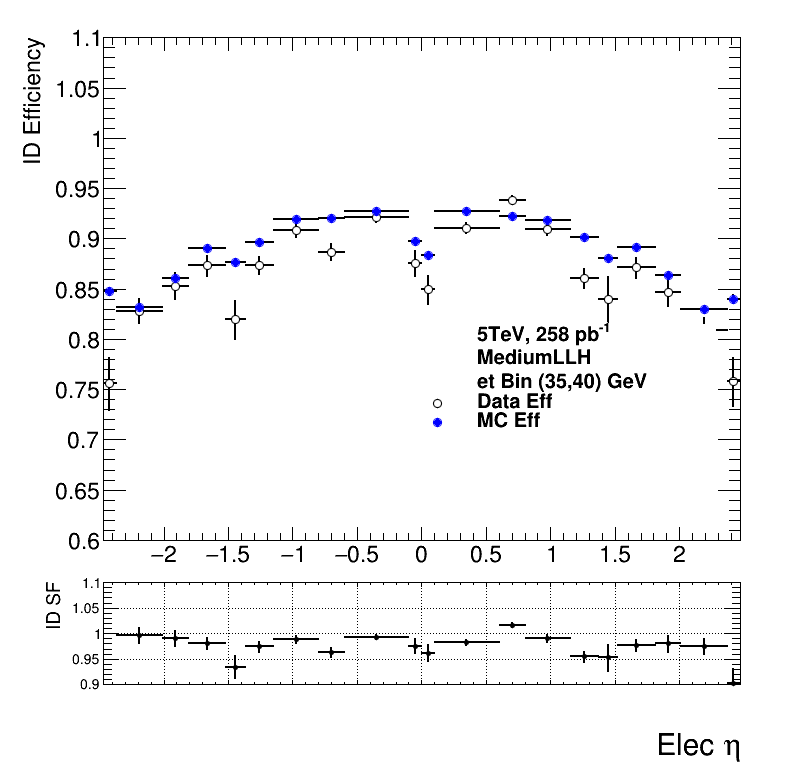 ID Efficiency
1.1
1.05
1
0.95
0.9
0.85
0.8
0.75
0.7
0.65
0.6
5TeV, 258 pb⁻¹
MediumLLH
et Bin (35,40) GeV
Data Eff
MC Eff
−2 −1.5 −1 −0.5 0 0.5 1 1.5 2
ID SF
1.1
1.05
1
0.95
0.9
Elec η